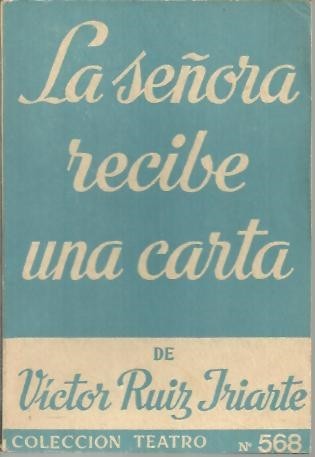 La señora
recibe
una carta
DE
Víctor Ruiz Iriarte
COLECCION TEATRO Nº 568